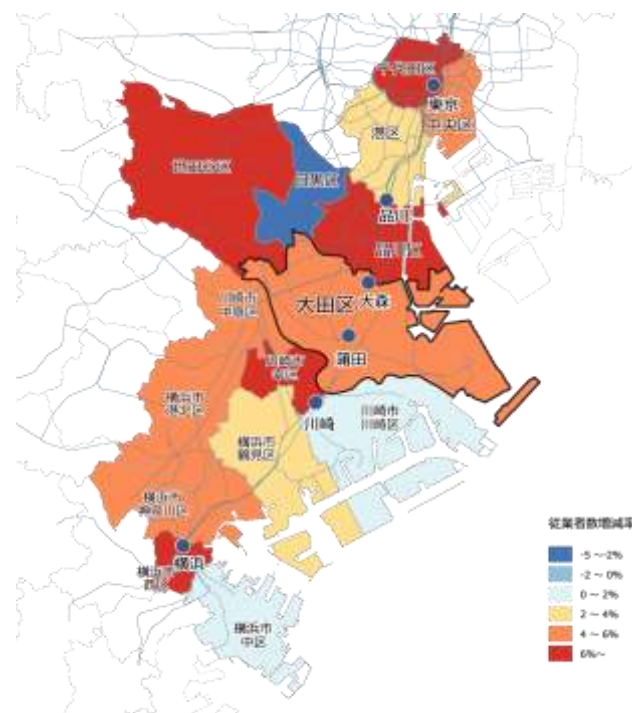 千代田区
東京
中央区
港区
世田谷区
目黒区
品川
品川区
川崎市
中原区
大田区
大森
蒲田
川崎市
幸区
川崎
川崎市
川崎区
横浜市
港北区
横浜市
鶴見区
横浜市
神奈川区
横浜
横浜市
西区
横浜市
中区
従業者数増減率
-5 ～-2%
-2 ～ 0%
0 ～ 2%
2 ～ 4%
4 ～ 6%
6%～